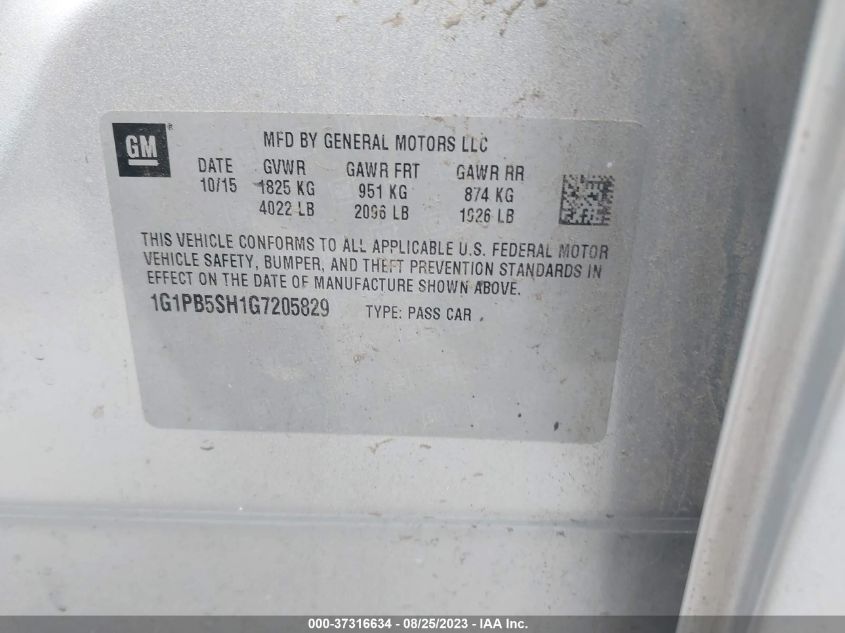 GM ® MFD BY GENERAL MOTORS LLC
DATE GVWR GAWR FRT GAWR RR
10/15 1825 KG 951 KG 874 KG
4022 LB 2096 LB 1926 LB
THIS VEHICLE CONFORMS TO ALL APPLICABLE U.S. FEDERAL MOTOR
VEHICLE SAFETY, BUMPER, AND THEFT PREVENTION STANDARDS IN
EFFECT ON THE DATE OF MANUFACTURE SHOWN ABOVE.
1G1PB5SH1G7205829 TYPE: PASS CAR
000-37316634 - 08/25/2023 - IAA Inc.